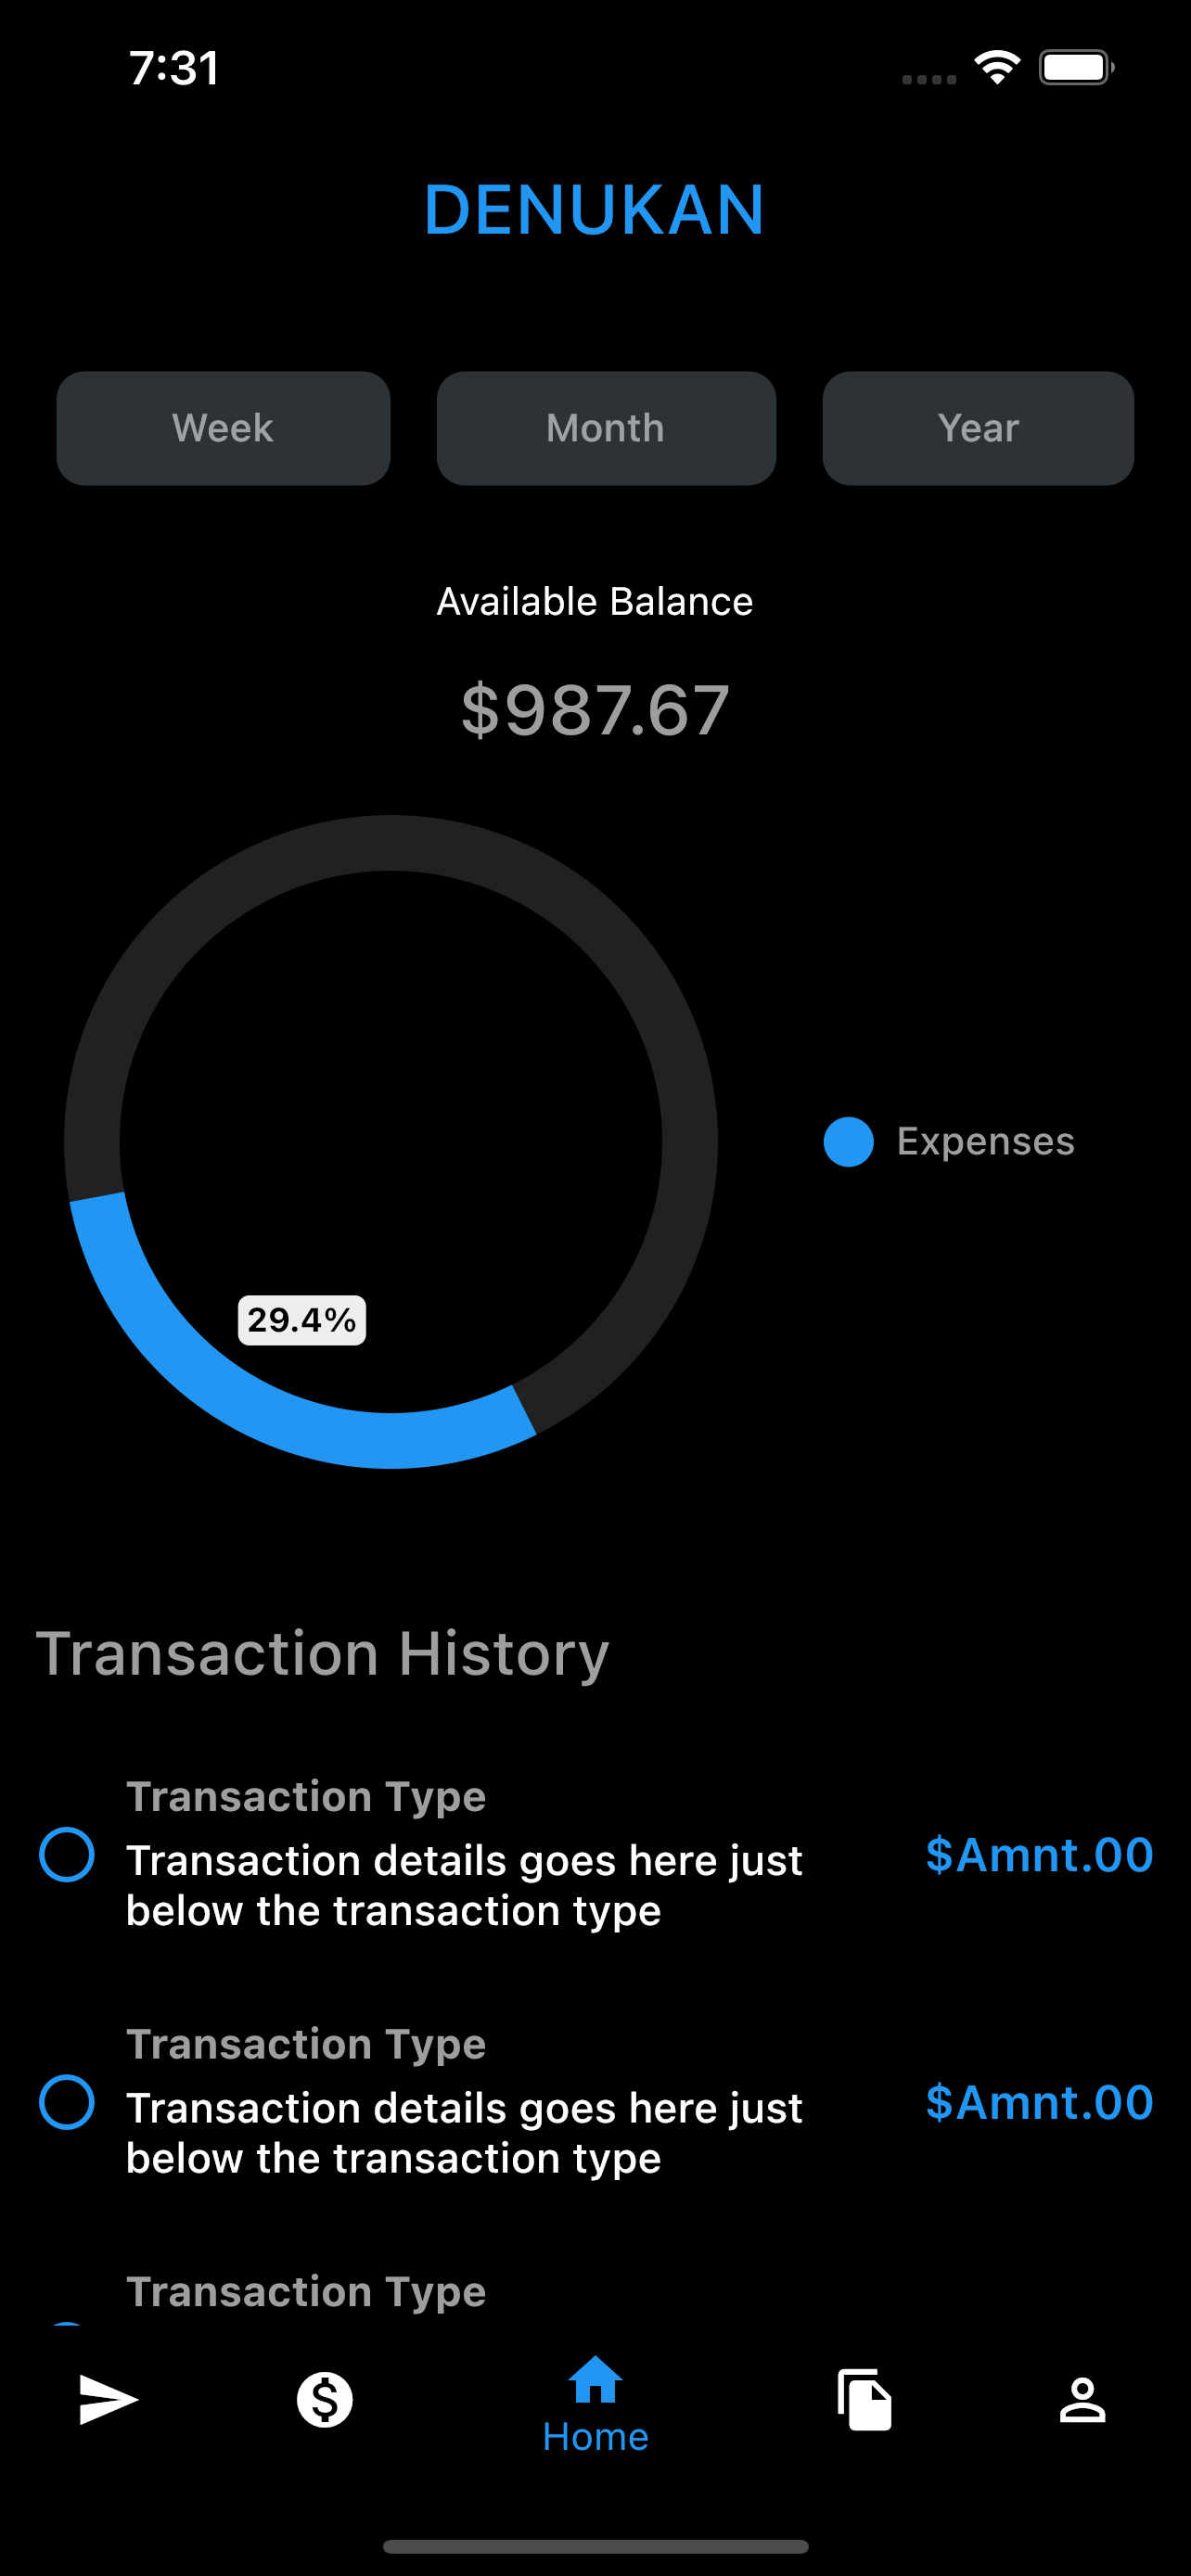 7:31
DENUKAN
Week
Month
Year
Available Balance
$987.67
Expenses
29.4%
Transaction History
Transaction Type
Transaction details goes here just
below the transaction type
$Amnt.00
Transaction Type
Transaction details goes here just
below the transaction type
$Amnt.00
Transaction Type
Home